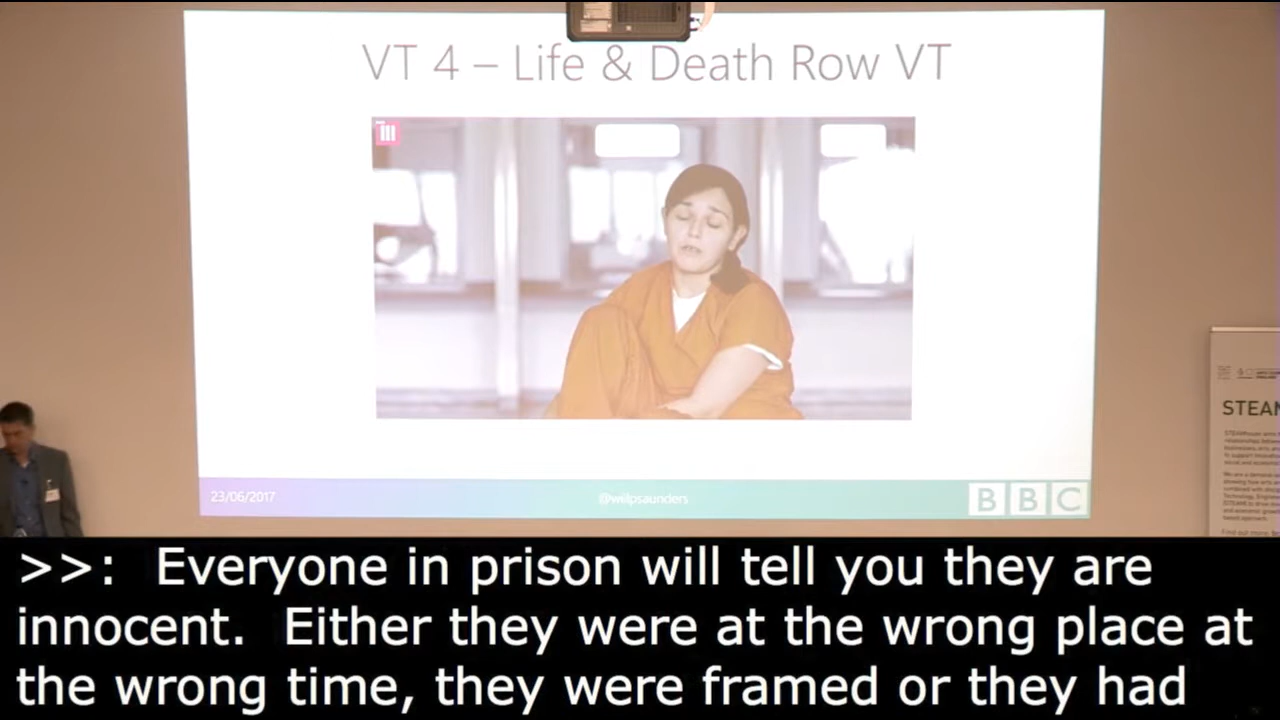 VT 4 – Life & Death Row VT
23/06/2017
@willpsaunders
BBC
STEAM
>>: Everyone in prison will tell you they are
innocent. Either they were at the wrong place at
the wrong time, they were framed or they had